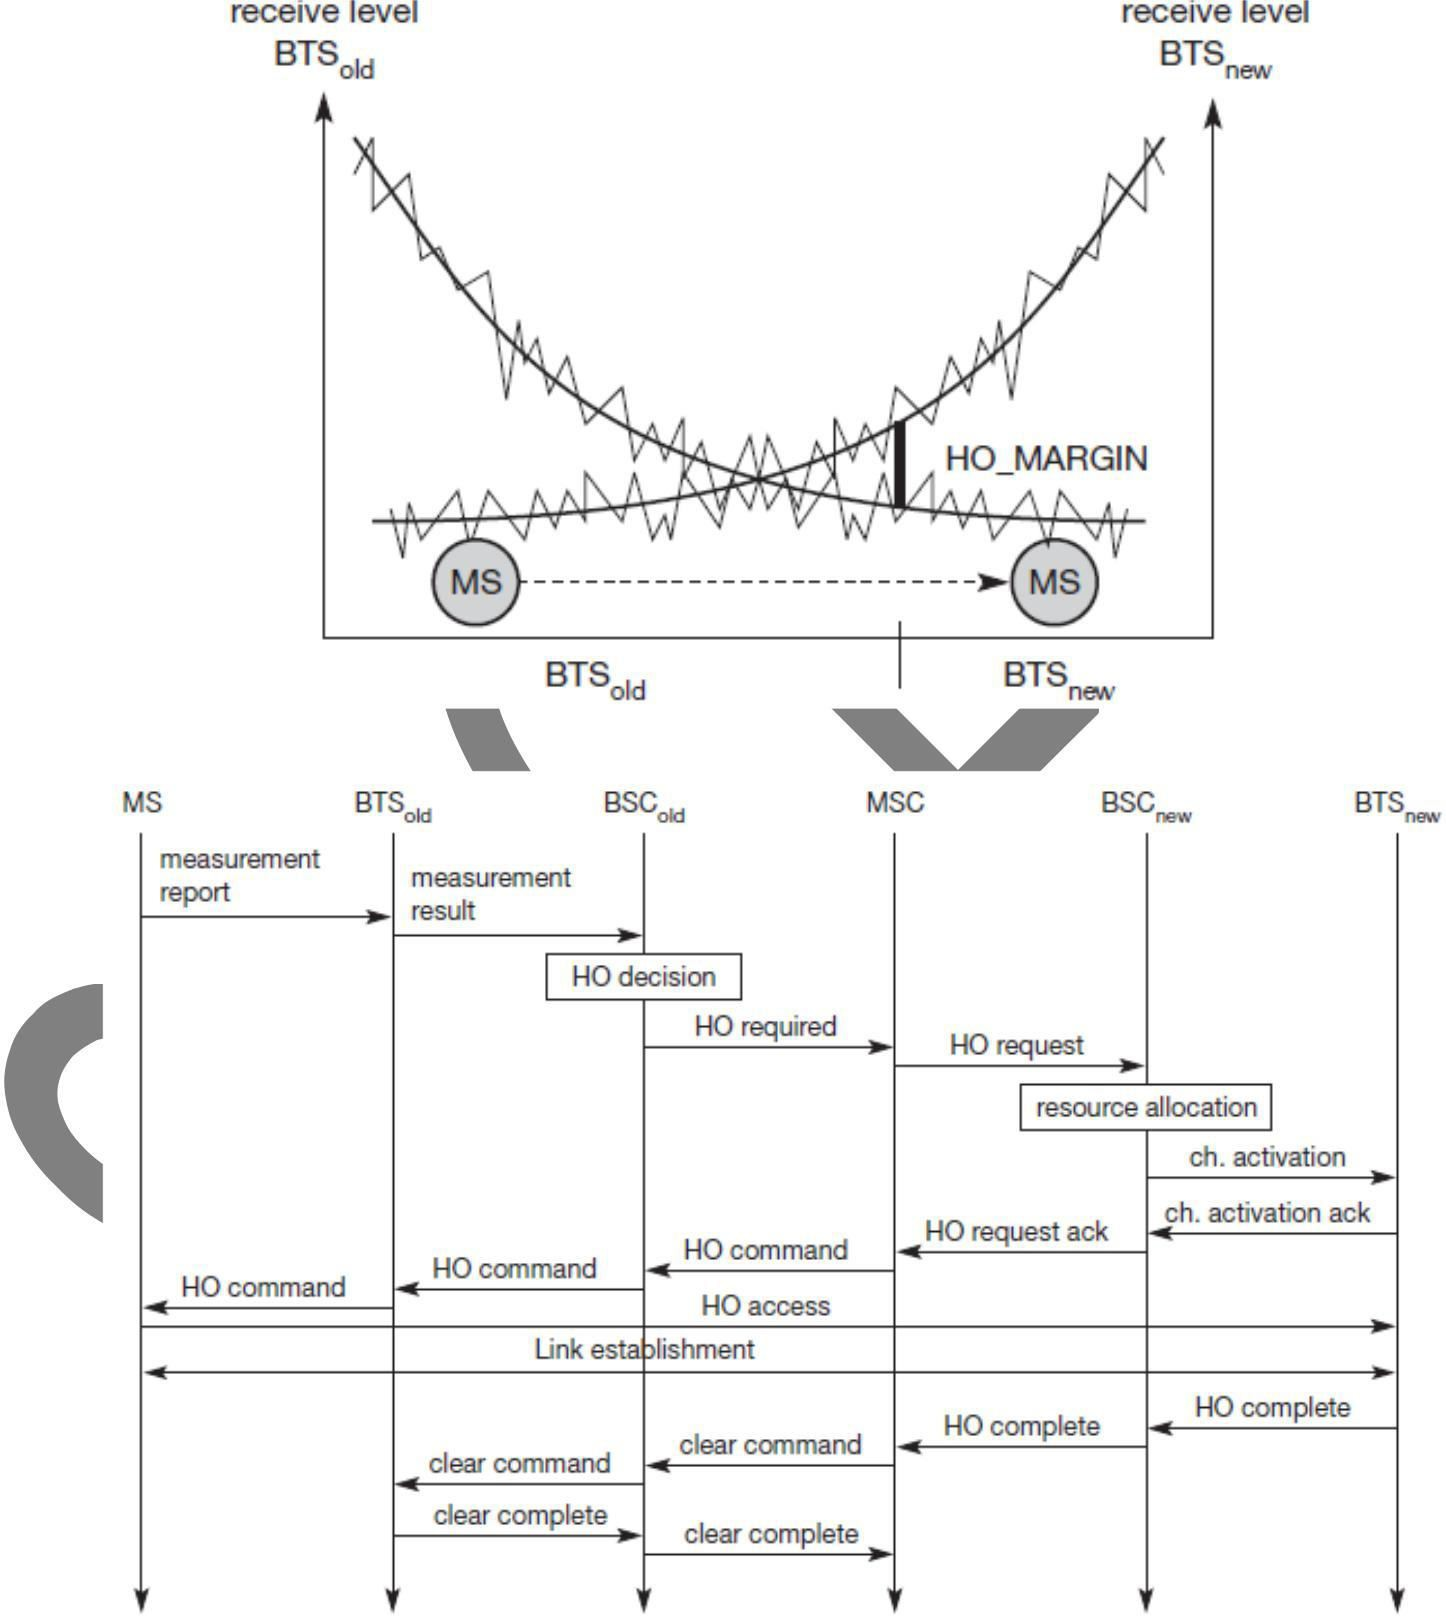 receive level
BTSold
receive level
BTSnew
HO_MARGIN
MS
MS
BTSold
BTSnew
MS
BTSold
BSCold
MSC
BSCnew
BTSnew
measurement
report
measurement
result
HO decision
HO required
HO request
resource allocation
ch. activation
ch. activation ack
HO request ack
HO command
HO command
HO command
HO access
Link establishment
HO complete
HO complete
clear command
clear command
clear complete
clear complete